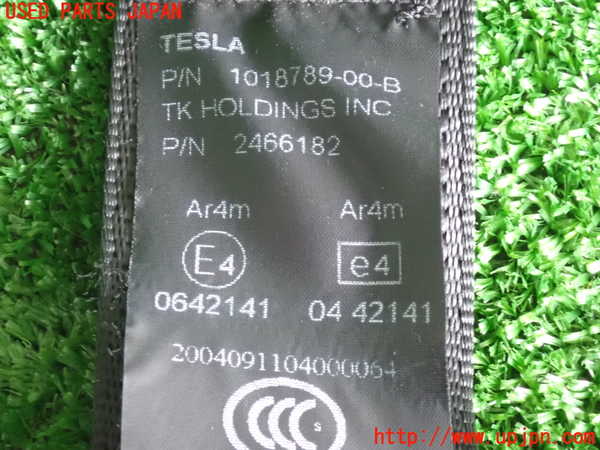 USED PARTS JAPAN
TESLA
P/N 1018789-00-B
TK HOLDINGS INC
P/N 2466182
Ar4m Ar4m
E4 e4
0642141 04 42141
2004091104000064
CCC S
http://www.upjpn.com